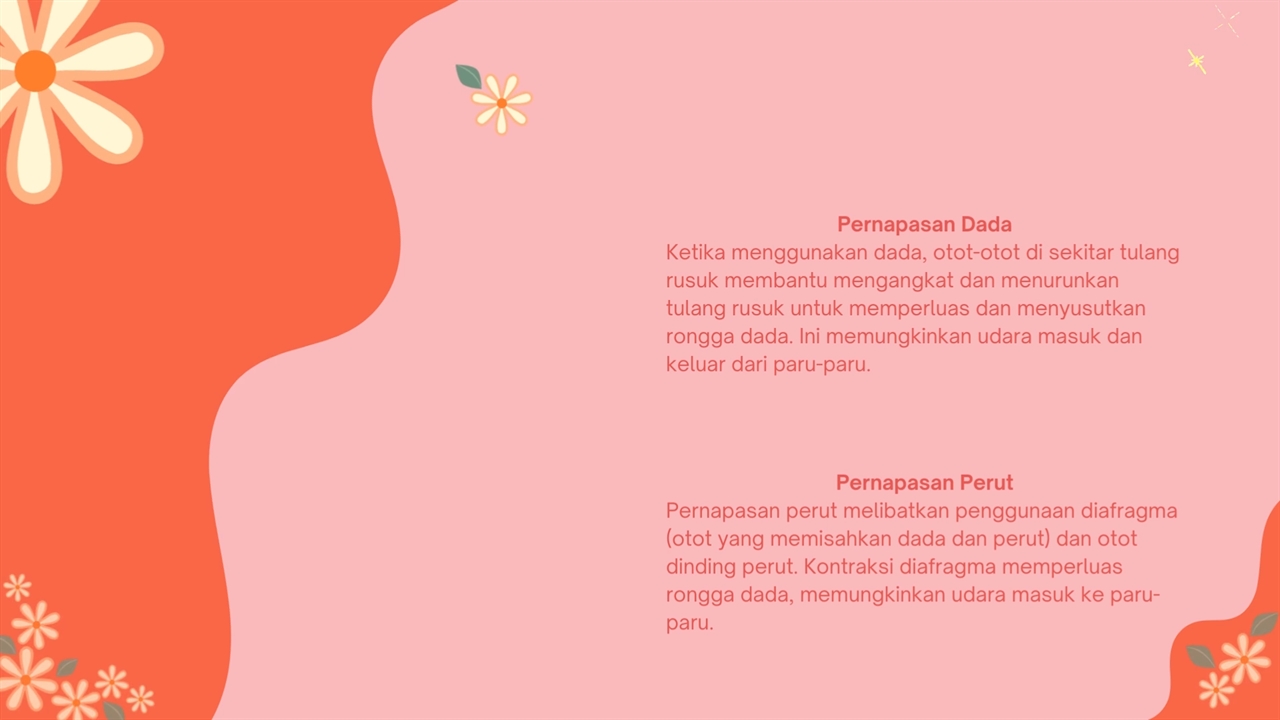 Pernapasan Dada
Ketika menggunakan dada, otot-otot di sekitar tulang
rusuk membantu mengangkat dan menurunkan
tulang rusuk untuk memperluas dan menyusutkan
rongga dada. Ini memungkinkan udara masuk dan
keluar dari paru-paru.
Pernapasan Perut
Pernapasan perut melibatkan penggunaan diafragma
(otot yang memisahkan dada dan perut) dan otot
dinding perut. Kontraksi diafragma memperluas
rongga dada, memungkinkan udara masuk ke paru-
paru.